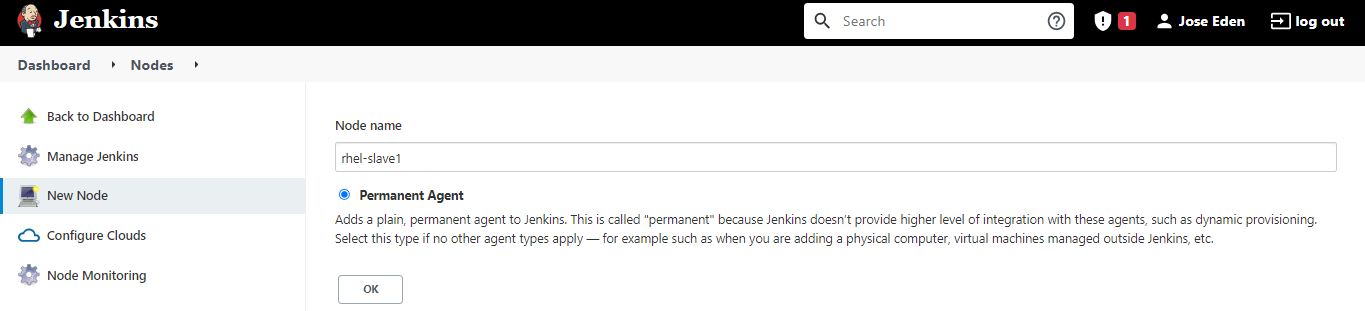 Jenkins
Search
1
Jose Eden
log out
Dashboard
Nodes
Back to Dashboard
Manage Jenkins
New Node
Configure Clouds
Node Monitoring
Node name
rhel-slave1
Permanent Agent
Adds a plain, permanent agent to Jenkins. This is called "permanent" because Jenkins doesn't provide higher level of integration with these agents, such as dynamic provisioning.
Select this type if no other agent types apply — for example such as when you are adding a physical computer, virtual machines managed outside Jenkins, etc.
OK